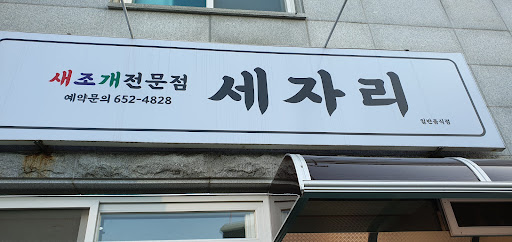 새조개전문점
예약문의 652-4828
세자리
일반음식점